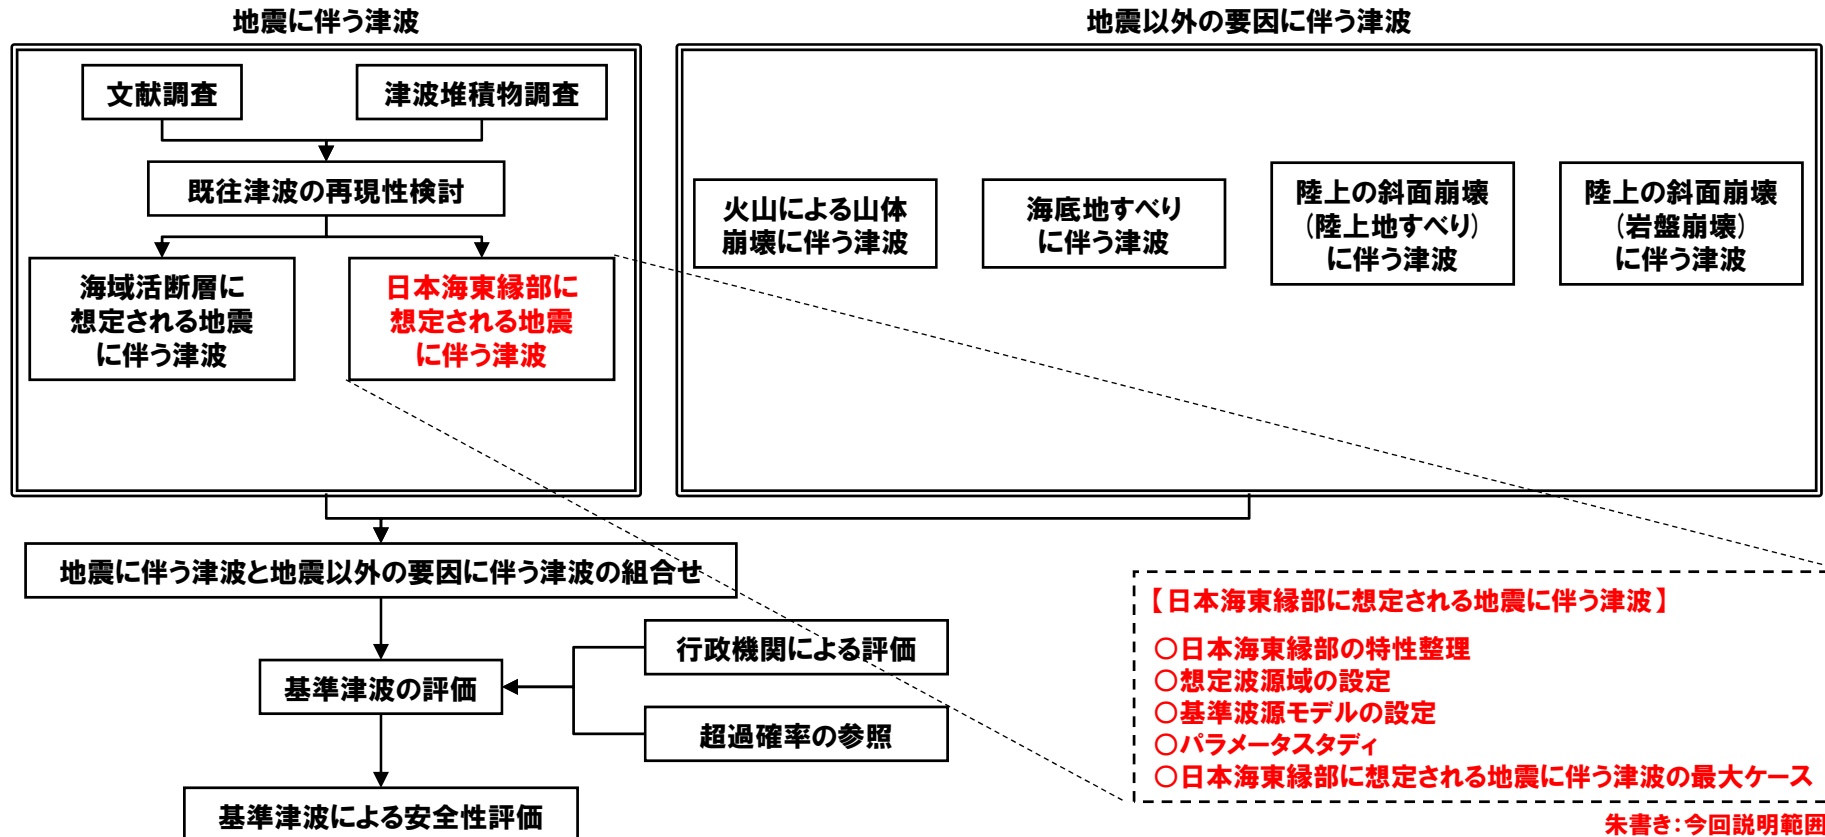 地震に伴う津波
地震以外の要因に伴う津波
文献調査
津波堆積物調査
既往津波の再現性検討
海域活断層に
想定される地震
に伴う津波
日本海東縁部に
想定される地震
に伴う津波
火山による山体
崩壊に伴う津波
海底地すべり
に伴う津波
陸上の斜面崩壊
(陸上地すべり)
に伴う津波
陸上の斜面崩壊
(岩盤崩壊)
に伴う津波
地震に伴う津波と地震以外の要因に伴う津波の組合せ
行政機関による評価
基準津波の評価
超過確率の参照
基準津波による安全性評価
【日本海東縁部に想定される地震に伴う津波】
○日本海東縁部の特性整理
○想定波源域の設定
○基準波源モデルの設定
○パラメータスタディ
○日本海東縁部に想定される地震に伴う津波の最大ケース
朱書き:今回説明範囲